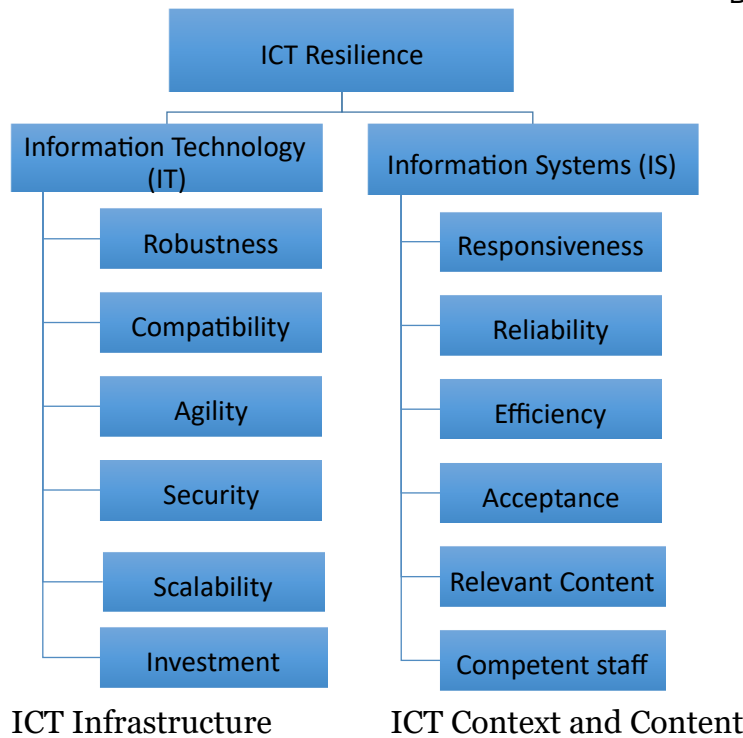 ICT Resilience
Information Technology
(IT)
Robustness
Compatibility
Agility
Security
Scalability
Investment
Information Systems (IS)
Responsiveness
Reliability
Efficiency
Acceptance
Relevant Content
Competent staff
ICT Infrastructure
ICT Context and Content